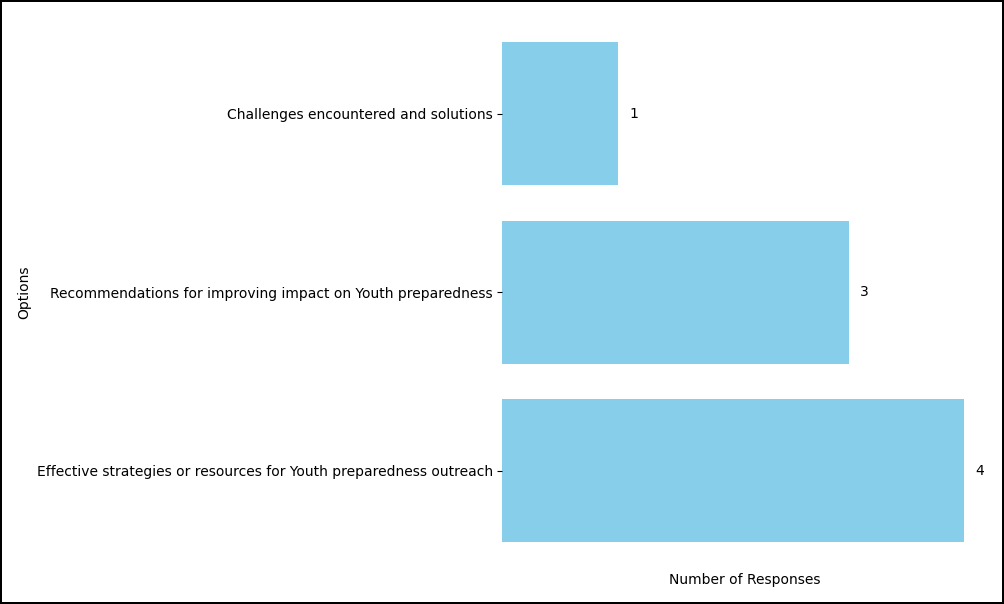 Challenges encountered and solutions
1
Options
Recommendations for improving impact on Youth preparedness
3
Effective strategies or resources for Youth preparedness outreach
4
Number of Responses